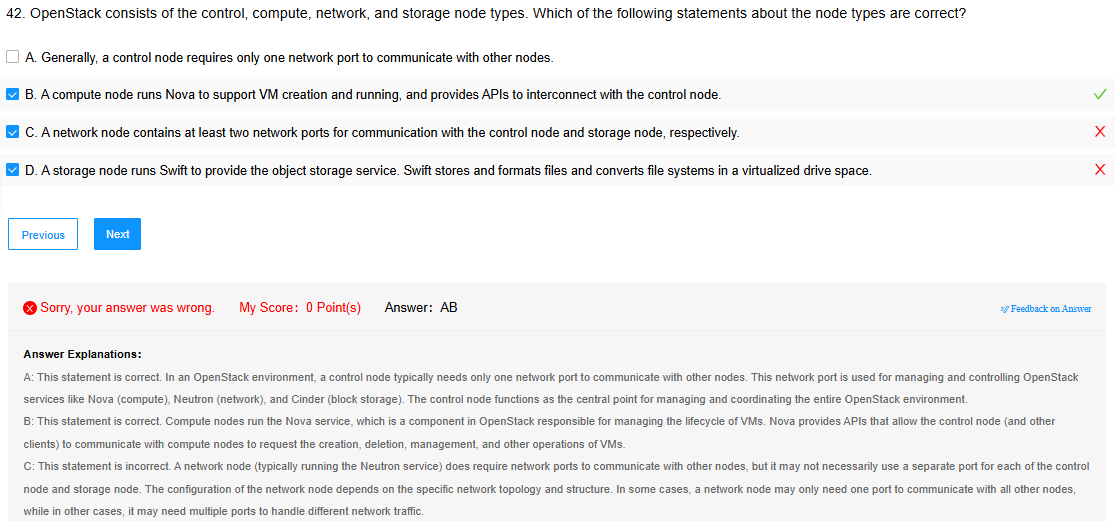 42. OpenStack consists of the control, compute, network, and storage node types. Which of the following statements about the node types are correct?
A. Generally, a control node requires only one network port to communicate with other nodes.
B. A compute node runs Nova to support VM creation and running, and provides APIs to interconnect with the control node.
C. A network node contains at least two network ports for communication with the control node and storage node, respectively.
D. A storage node runs Swift to provide the object storage service. Swift stores and formats files and converts file systems in a virtualized drive space.
Previous Next
Sorry, your answer was wrong. My Score: 0 Point(s) Answer: AB Feedback on Answer
Answer Explanations:
A: This statement is correct. In an OpenStack environment, a control node typically needs only one network port to communicate with other nodes. This network port is used for managing and controlling OpenStack
services like Nova (compute), Neutron (network), and Cinder (block storage). The control node functions as the central point for managing and coordinating the entire OpenStack environment.
B: This statement is correct. Compute nodes run the Nova service, which is a component in OpenStack responsible for managing the lifecycle of VMs. Nova provides APIs that allow the control node (and other
clients) to communicate with compute nodes to request the creation, deletion, management, and other operations of VMs.
C: This statement is incorrect. A network node (typically running the Neutron service) does require network ports to communicate with other nodes, but it may not necessarily use a separate port for each of the control
node and storage node. The configuration of the network node depends on the specific network topology and structure. In some cases, a network node may only need one port to communicate with all other nodes,
while in other cases, it may need multiple ports to handle different network traffic.